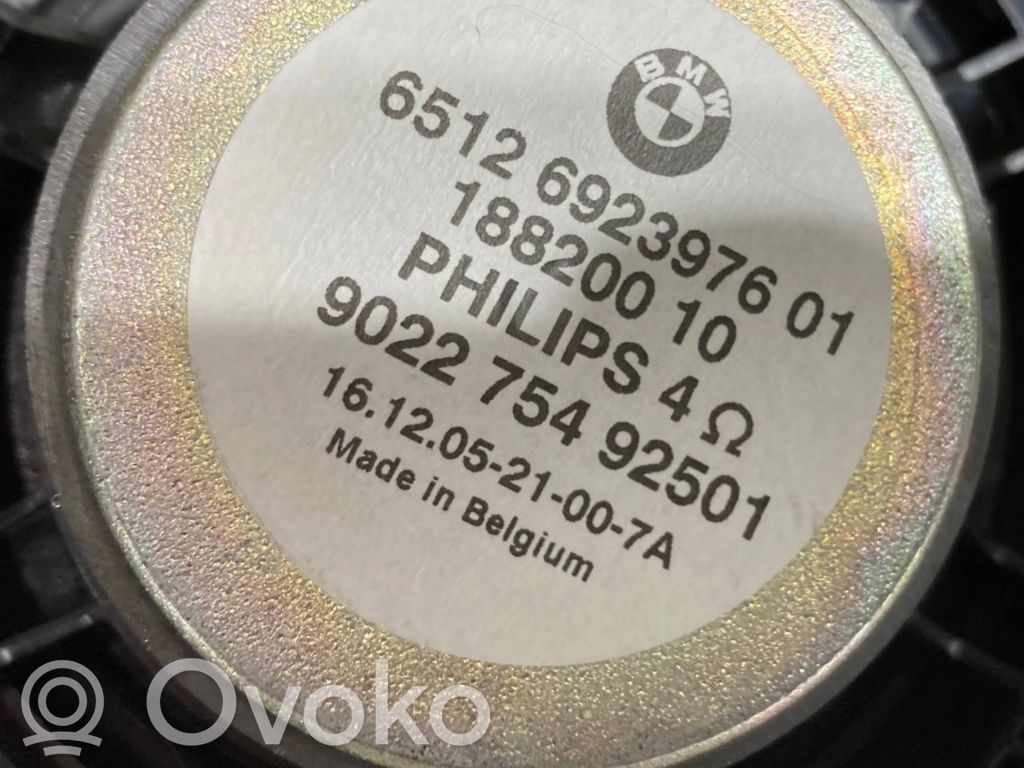 BMW
6512 6923976 01
188200 10
PHILIPS 4 Ω
9022 754 92501
16.12.05-21-00-7A
Made in Belgium
Ovoko